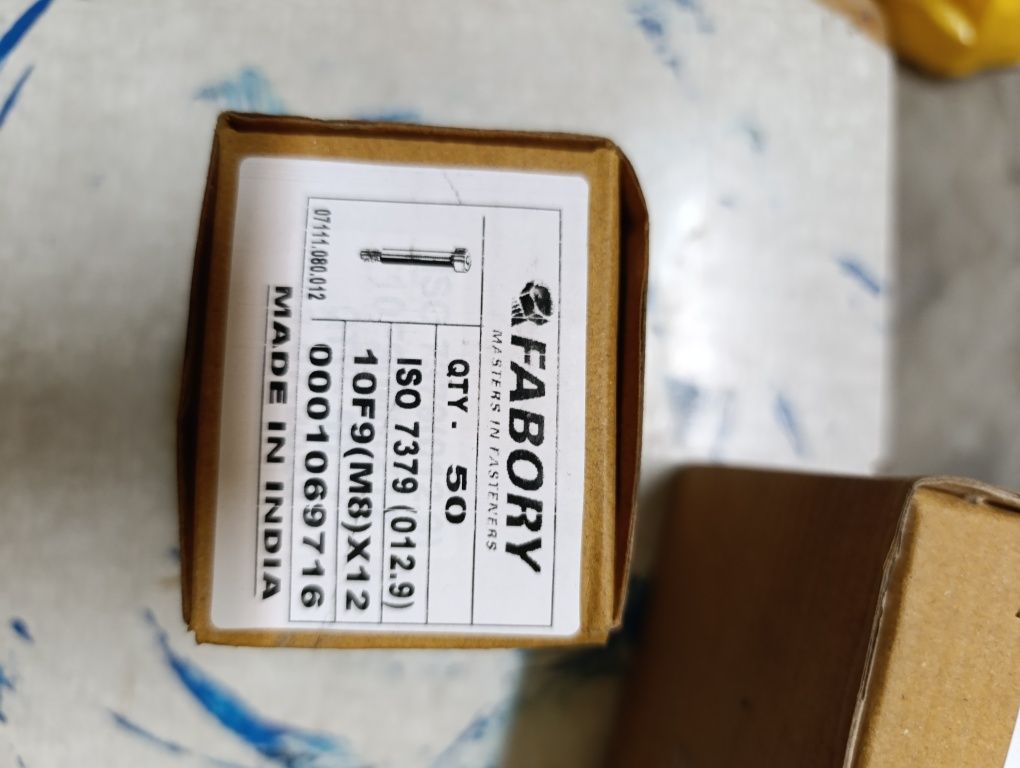 FABORY
MASTERS IN FASTENERS
QTY. 50
ISO 7379 (012.9)
10F9(M8)X12
0001069716
07111.080.012
MADE IN INDIA